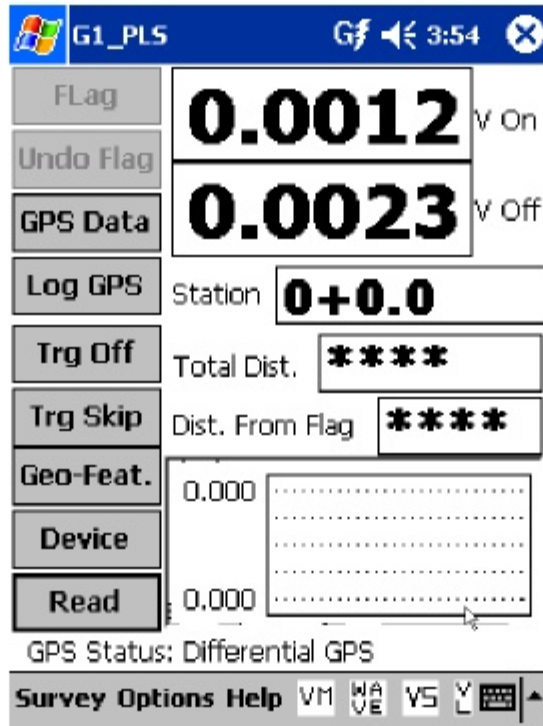 G1_PLS 3:54
FLag
Undo Flag
GPS Data
Log GPS
Trg Off
Trg Skip
Geo-Feat.
Device
Read
0.0012 V On
0.0023 V Off
Station 0+0.0
Total Dist. ****
Dist. From Flag ****
0.000
0.000
GPS Status: Differential GPS
Survey Options Help VM WAVE VS VL